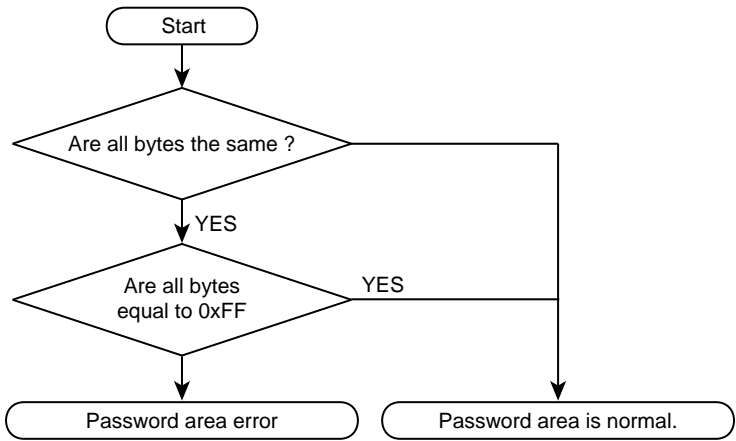 Start
Are all bytes the same ?
YES
Are all bytes
equal to 0xFF
YES
Password area error
Password area is normal.